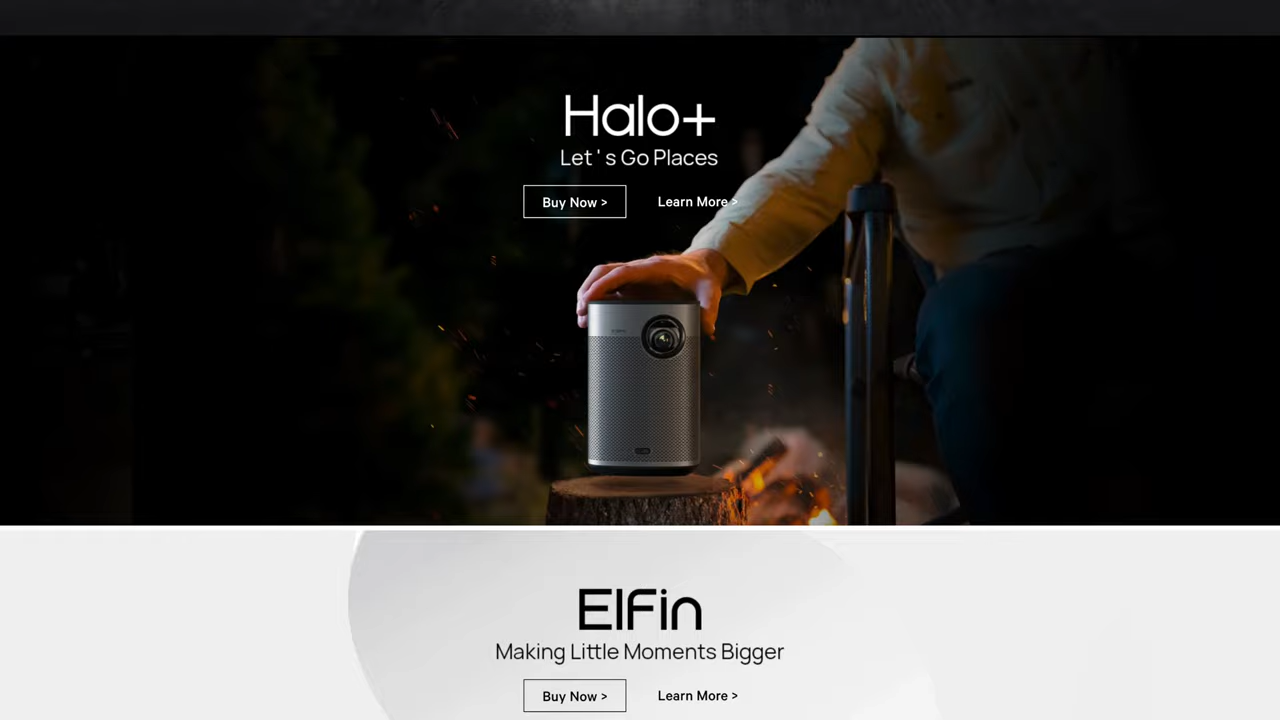 Halo+
Let ' s Go Places
Buy Now >
Learn More >
Elfin
Making Little Moments Bigger
Buy Now >
Learn More >